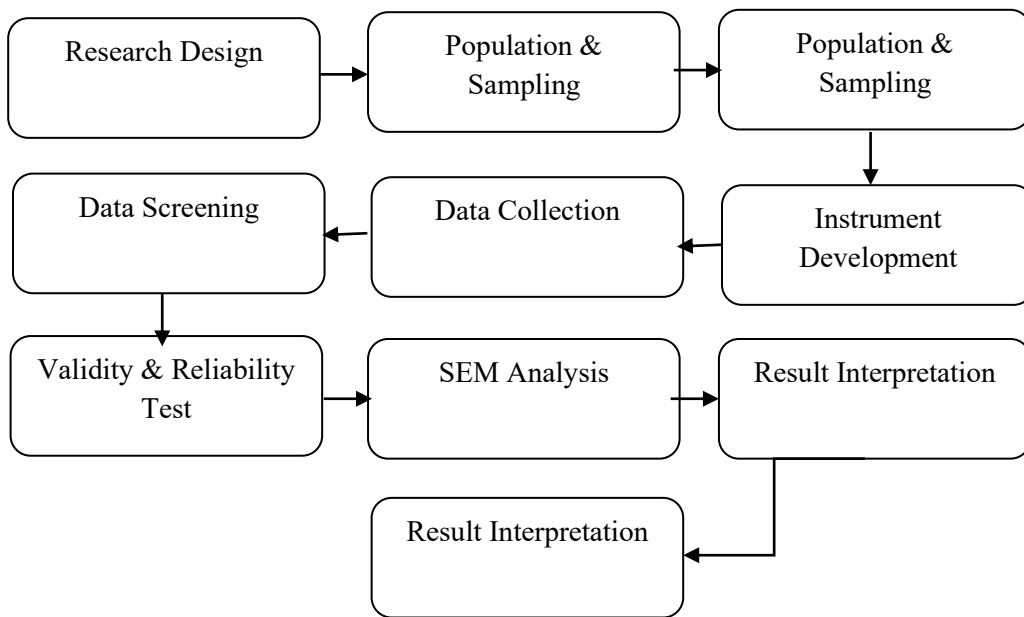 Research Design
Population &
Sampling
Population &
Sampling
Data Screening
Data Collection
Instrument
Development
Validity & Reliability
Test
SEM Analysis
Result Interpretation
Result Interpretation